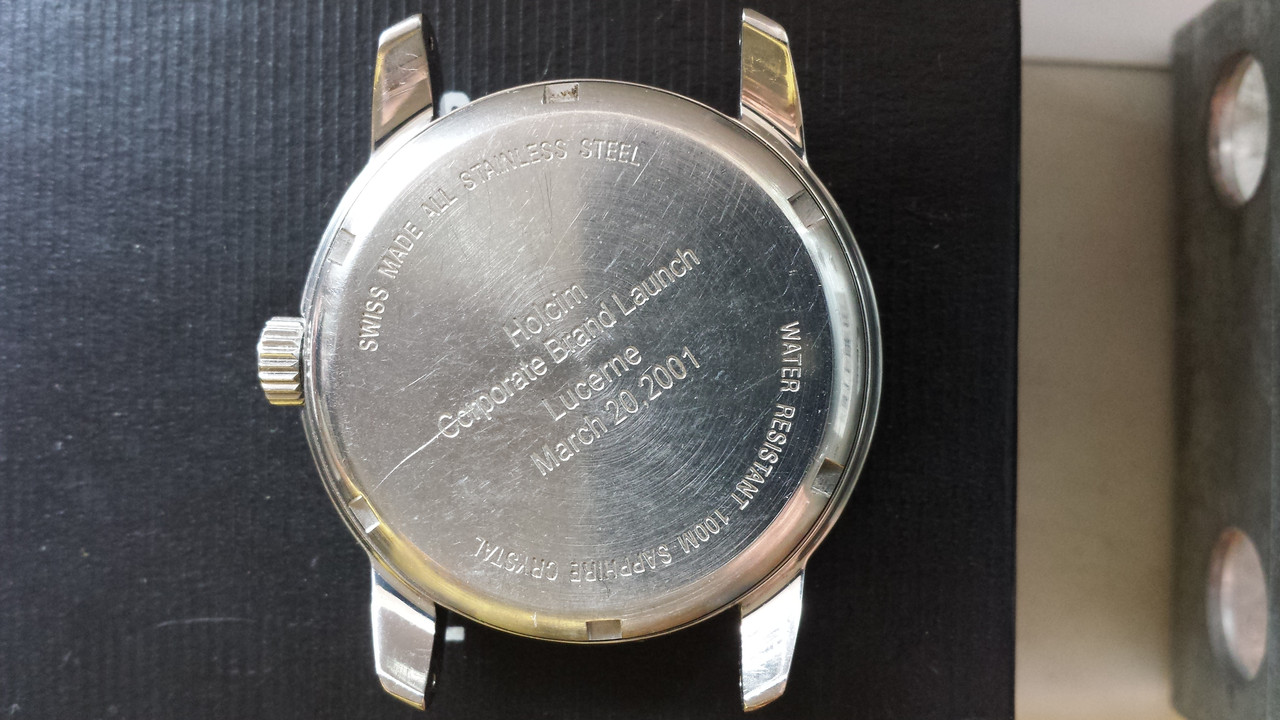 SWISS MADE ALL STAINLESS STEEL
Holcim
Corporate Brand Launch
Lucerne
March 20, 2001
WATER RESISTANT 100M-SAPPHIRE CRYSTAL